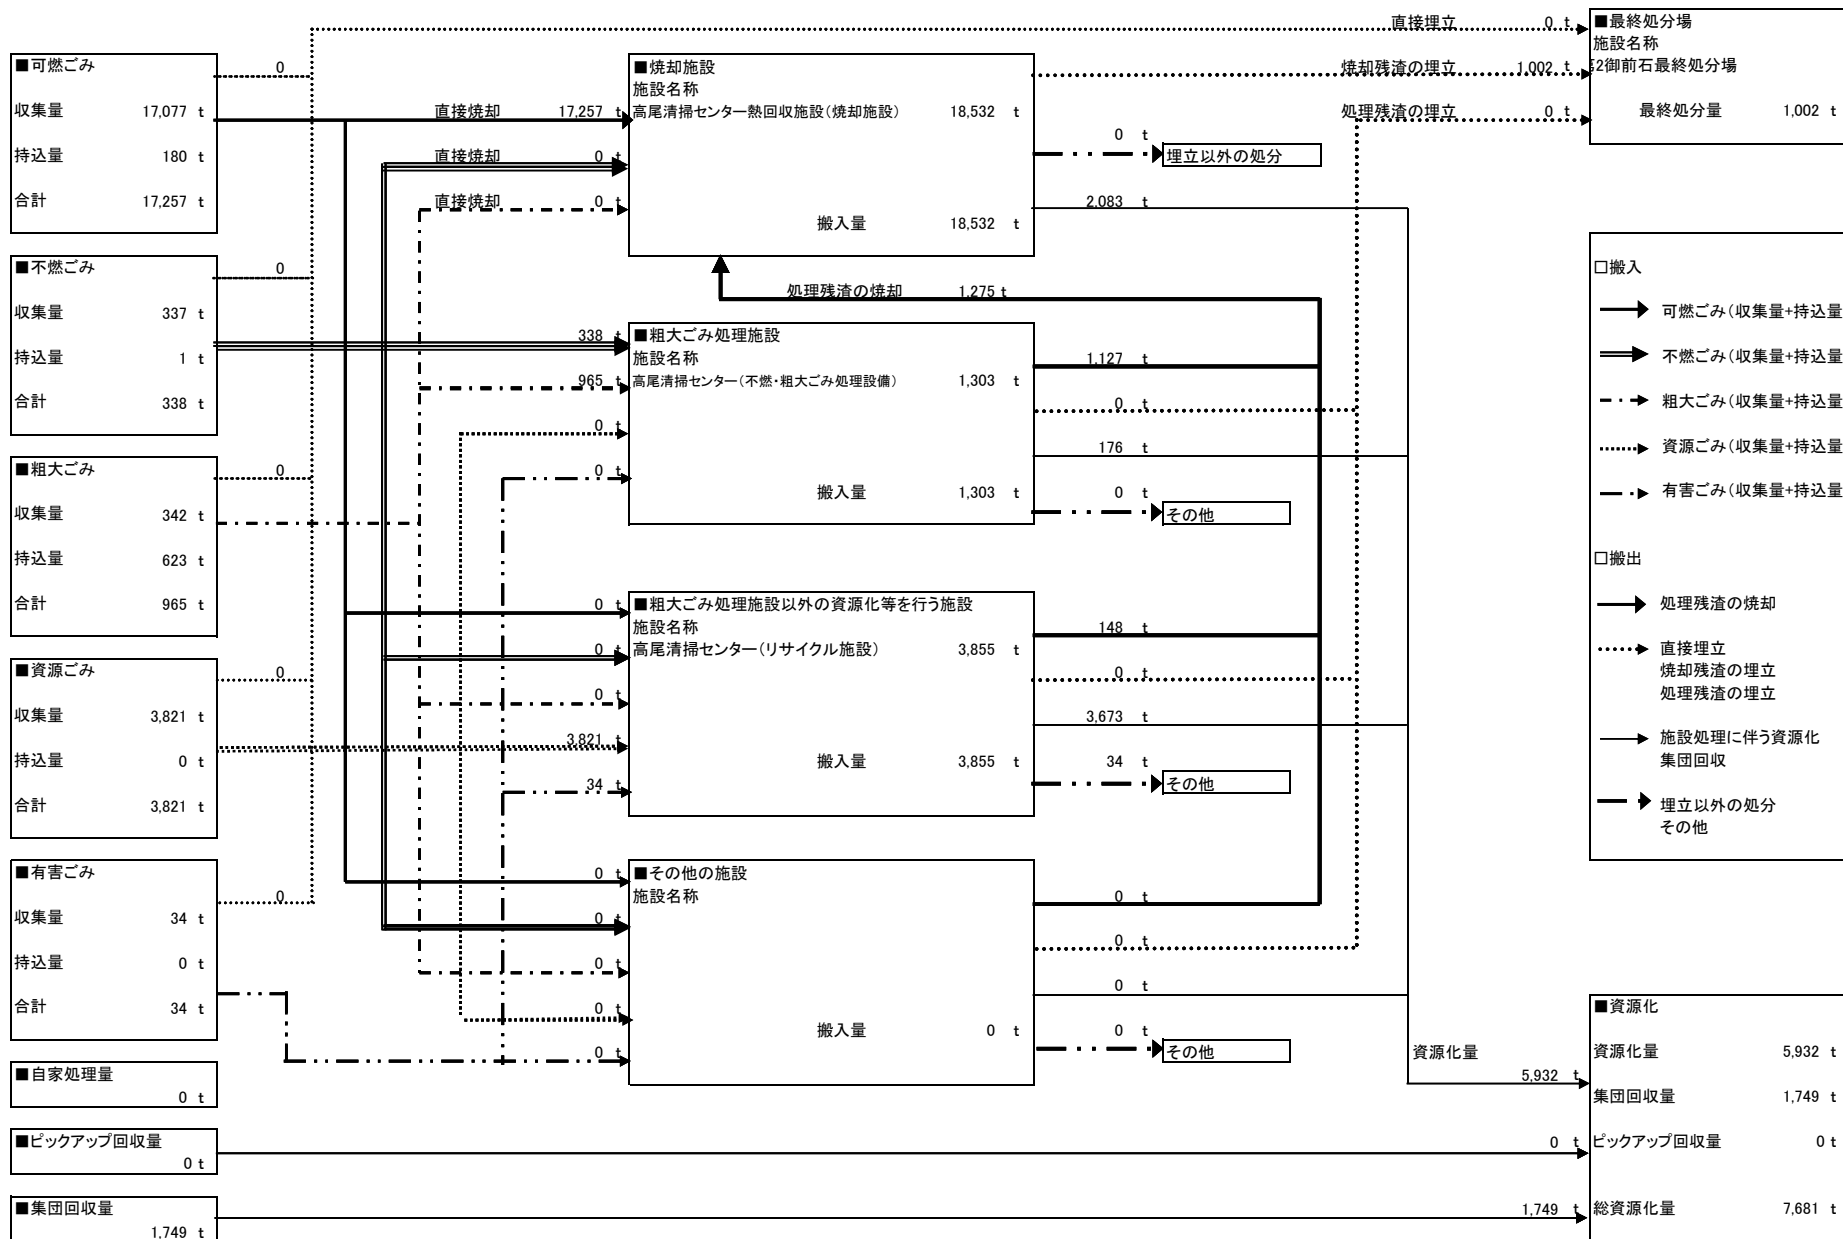 ■可燃ごみ
収集量 17,077 t
持込量 180 t
合計 17,257 t
0
■不燃ごみ
収集量 337 t
持込量 1 t
合計 338 t
0
■粗大ごみ
収集量 342 t
持込量 623 t
合計 965 t
0
■資源ごみ
収集量 3,821 t
持込量 0 t
合計 3,821 t
0
■有害ごみ
収集量 34 t
持込量 0 t
合計 34 t
0
■自家処理量
0 t
■ピックアップ回収量
0 t
■集団回収量
1,749 t
直接焼却 17,257 t
直接焼却 0 t
直接焼却 0 t
■焼却施設
施設名称
高尾清掃センター熱回収施設(焼却施設) 18,532 t
搬入量 18,532 t
0 t
埋立以外の処分
2,083 t
処理残渣の焼却 1,275 t
338 t
965 t
0 t
0 t
■粗大ごみ処理施設
施設名称
高尾清掃センター(不燃・粗大ごみ処理設備) 1,303 t
搬入量 1,303 t
1,127 t
0 t
176 t
0 t
その他
0 t
0 t
0 t
3,821 t
34 t
■粗大ごみ処理施設以外の資源化等を行う施設
施設名称
高尾清掃センター(リサイクル施設) 3,855 t
搬入量 3,855 t
148 t
0 t
3,673 t
34 t
その他
0 t
0 t
0 t
0 t
0 t
■その他の施設
施設名称
搬入量 0 t
0 t
0 t
0 t
0 t
その他
直接埋立 0 t
焼却残渣の埋立 1,002 t
処理残渣の埋立 0 t
■最終処分場
施設名称
2御前石最終処分場
最終処分量 1,002 t
□搬入
可燃ごみ(収集量+持込量
不燃ごみ(収集量+持込量
粗大ごみ(収集量+持込量
資源ごみ(収集量+持込量
有害ごみ(収集量+持込量
□搬出
処理残渣の焼却
直接埋立
焼却残渣の埋立
処理残渣の埋立
施設処理に伴う資源化
集団回収
埋立以外の処分
その他
資源化量
5,932 t
0 t
1,749 t
■資源化
資源化量 5,932 t
集団回収量 1,749 t
ピックアップ回収量 0 t
総資源化量 7,681 t